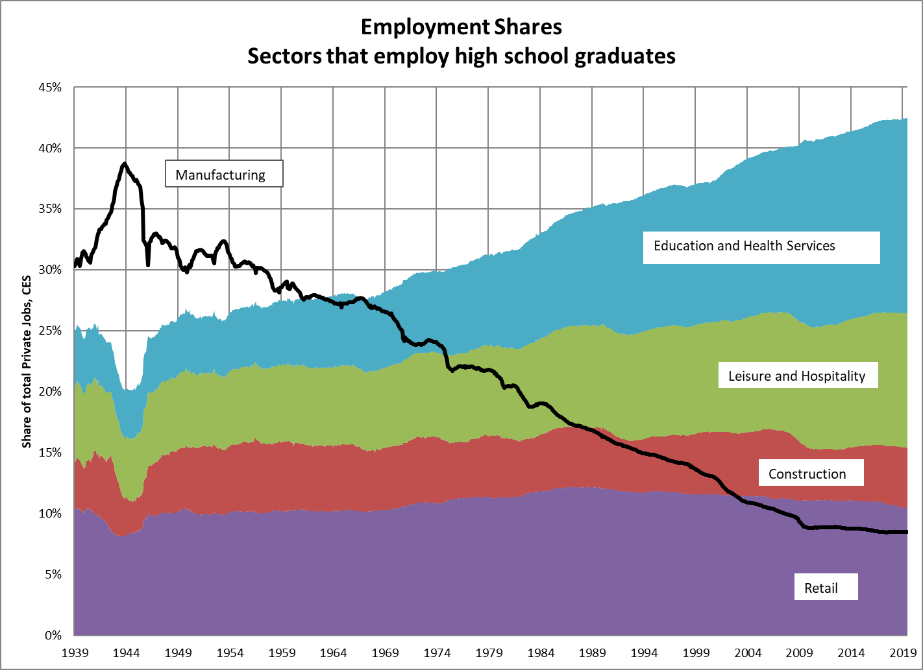 Employment Shares
Sectors that employ high school graduates
Share of total Private Jobs, CES
45%
40%
35%
30%
25%
20%
15%
10%
5%
0%
Manufacturing
Education and Health Services
Leisure and Hospitality
Construction
Retail
1939 1944 1949 1954 1959 1964 1969 1974 1979 1984 1989 1994 1999 2004 2009 2014 2019